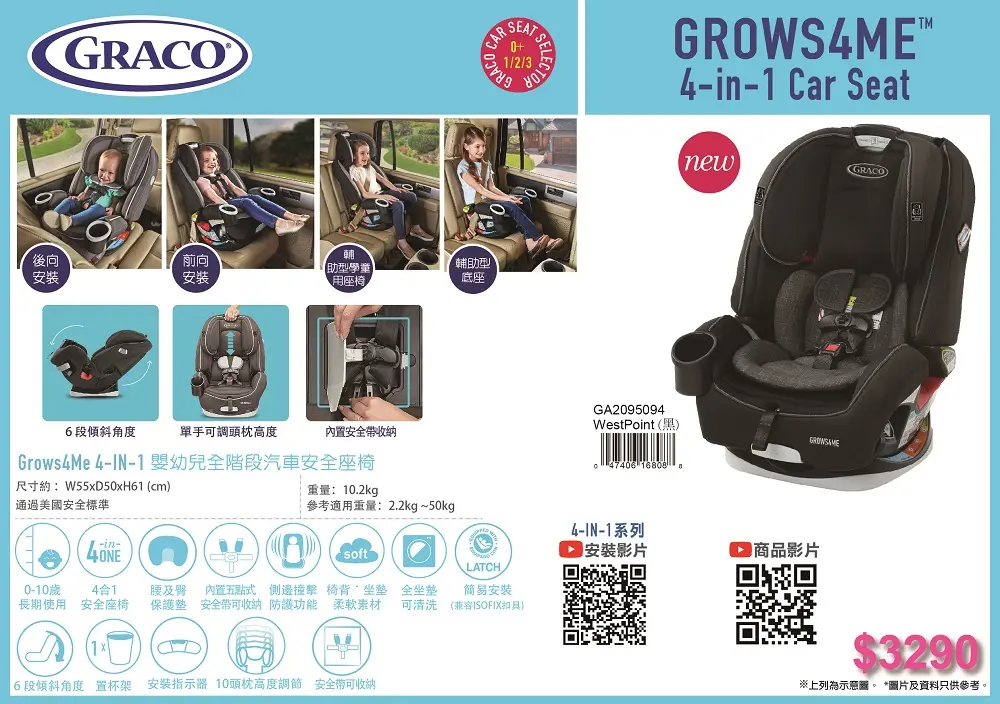 GRACO®
GRACO CAR SEAT SELECTOR
0+
1/2/3
GROWS4ME™
4-in-1 Car Seat
後向
安裝
前向
安裝
輔
助型學童
用座椅
輔助型
底座
new
GRACO
GROWS4ME
6 段傾斜角度
單手可調頭枕高度
內置安全帶收納
GA2095094
WestPoint (黑)
0 47406 16808 8
Grows4Me 4-IN-1 嬰幼兒全階段汽車安全座椅
尺寸約： W55xD50xH61 (cm)
通過美國安全標準
重量：10.2kg
參考適用重量：2.2kg ~50kg
4-in-ONE
soft
EQUIPPED WITH
LATCH
0-10歲
長期使用
4合1
安全座椅
腰及臀
保護墊
內置五點式
安全帶可收納
側邊撞擊
防護功能
椅背、坐墊
柔軟素材
全坐墊
可清洗
簡易安裝
(兼容ISOFIX扣具)
1x
6 段傾斜角度
置杯架
安裝指示器
10頭枕高度調節
安全帶可收納
4-IN-1系列
安裝影片
商品影片
$3290
※上列為示意圖。 *圖片及資料只供參考。